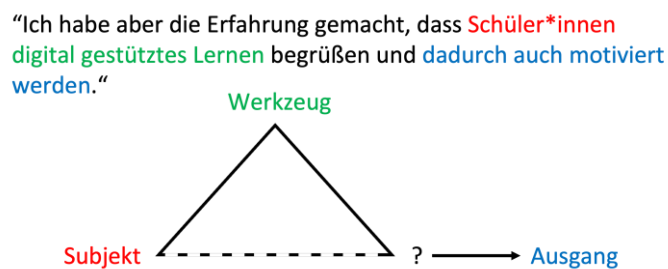 “Ich habe aber die Erfahrung gemacht, dass Schüler*innen
digital gestütztes Lernen begrüßen und dadurch auch motiviert
werden.“
Werkzeug
Subjekt ? Ausgang